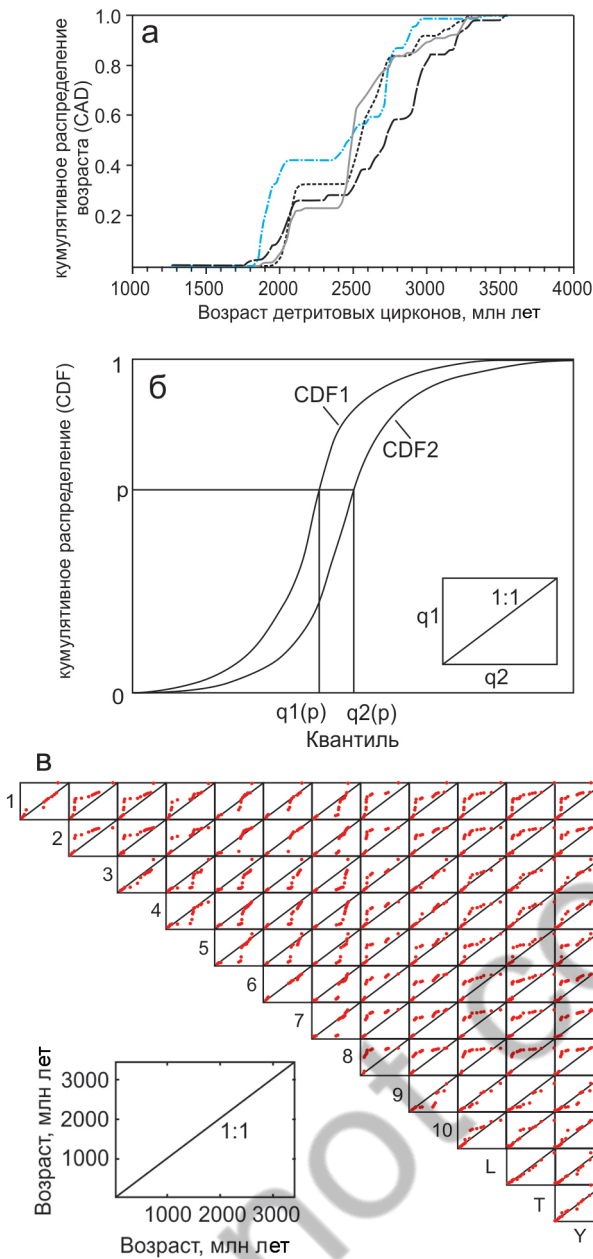 а
кумулятивное распределение
возраста (CAD)
1.0
0.8
0.6
0.4
0.2
1000 1500 2000 2500 3000 3500 4000
Возраст детритовых цирконов, млн лет
б
кумулятивное распределение (CDF)
1
p
0
CDF1
CDF2
q1
1:1
q2
q1(p) q2(p)
Квантиль
в
1
2
3
4
5
6
7
8
9
10
L
T
Y
Возраст, млн лет
3000
2000
1000
1:1
1000 2000 3000
Возраст, млн лет
not co